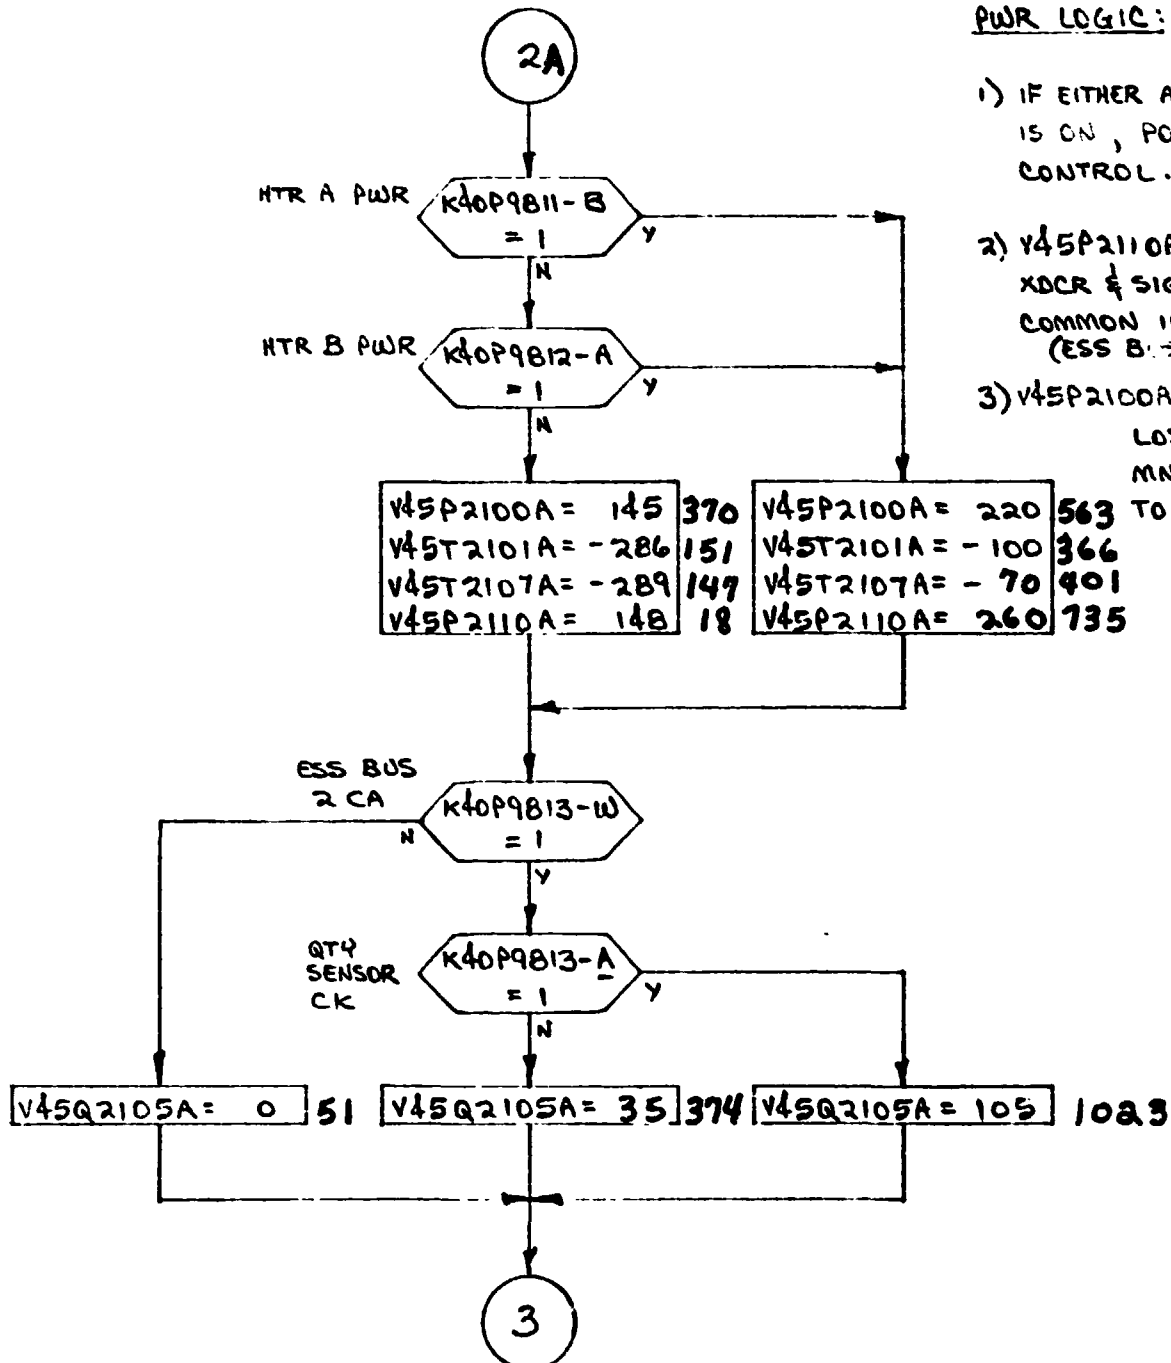 2A
PWR LOGIC:
1) IF EITHER A
IS ON, PO
CONTROL.
HTR A PWR
K40P9811-B
= 1
Y
N
2) V45P2110A
XDCR & SIG
COMMON
(ESS B
HTR B PWR
K40P9812-A
= 1
Y
N
3) V45P2100A
LOS
MN
TO
V45P2100A = 145 370
V45T2101A = -286 151
V45T2107A = -289 147
V45P2110A = 148 18
V45P2100A = 220 563
V45T2101A = -100 366
V45T2107A = -70 401
V45P2110A = 260 735
ESS BUS
2 CA
K40P9813-W
= 1
N
Y
QTY
SENSOR
CK
K40P9813-A
= 1
Y
N
V45Q2105A = 0 51
V45Q2105A = 35 374
V45Q2105A = 105 1023
3